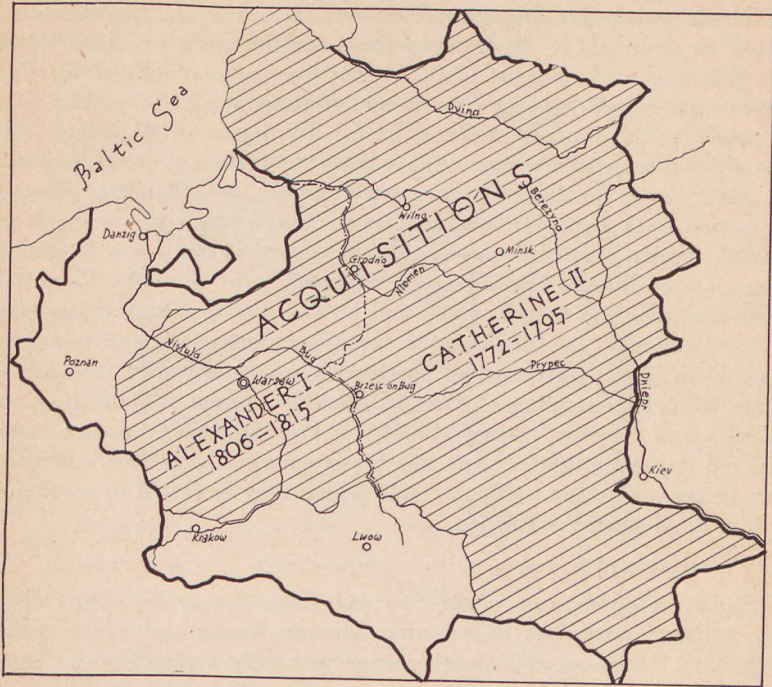 Baltic Sea
Dvina
Danzig
Wilno
Berezyna
Minsk
Grodno
Niemen
ACQUISITIONS
CATHERINE II
1772-1795
Poznan
Vistula
Bug
Warsaw
Brzesc on Bug
Prypec
Dniepr
ALEXANDER I
1806-1815
Kiev
Krakow
Lwow